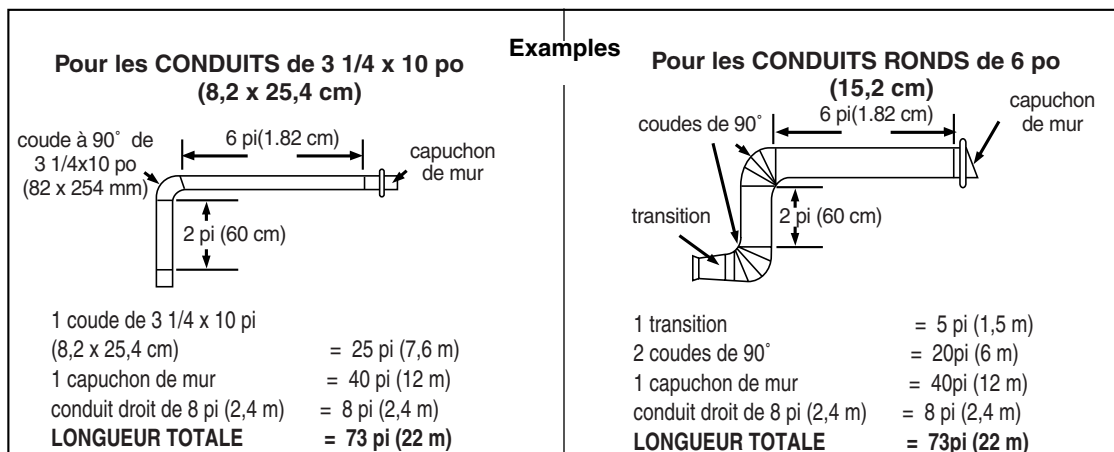 Examples
Pour les CONDUITS de 3 1/4 x 10 po
(8,2 x 25,4 cm)
coude à 90˚ de
3 1/4x10 po
(82 x 254 mm)
6 pi(1.82 cm)
capuchon
de mur
2 pi (60 cm)
1 coude de 3 1/4 x 10 pi
(8,2 x 25,4 cm) = 25 pi (7,6 m)
1 capuchon de mur = 40 pi (12 m)
conduit droit de 8 pi (2,4 m) = 8 pi (2,4 m)
LONGUEUR TOTALE = 73 pi (22 m)
Pour les CONDUITS RONDS de 6 po
(15,2 cm)
coudes de 90˚
6 pi(1.82 cm)
capuchon
de mur
transition
2 pi (60 cm)
1 transition = 5 pi (1,5 m)
2 coudes de 90˚ = 20pi (6 m)
1 capuchon de mur = 40pi (12 m)
conduit droit de 8 pi (2,4 m) = 8 pi (2,4 m)
LONGUEUR TOTALE = 73pi (22 m)